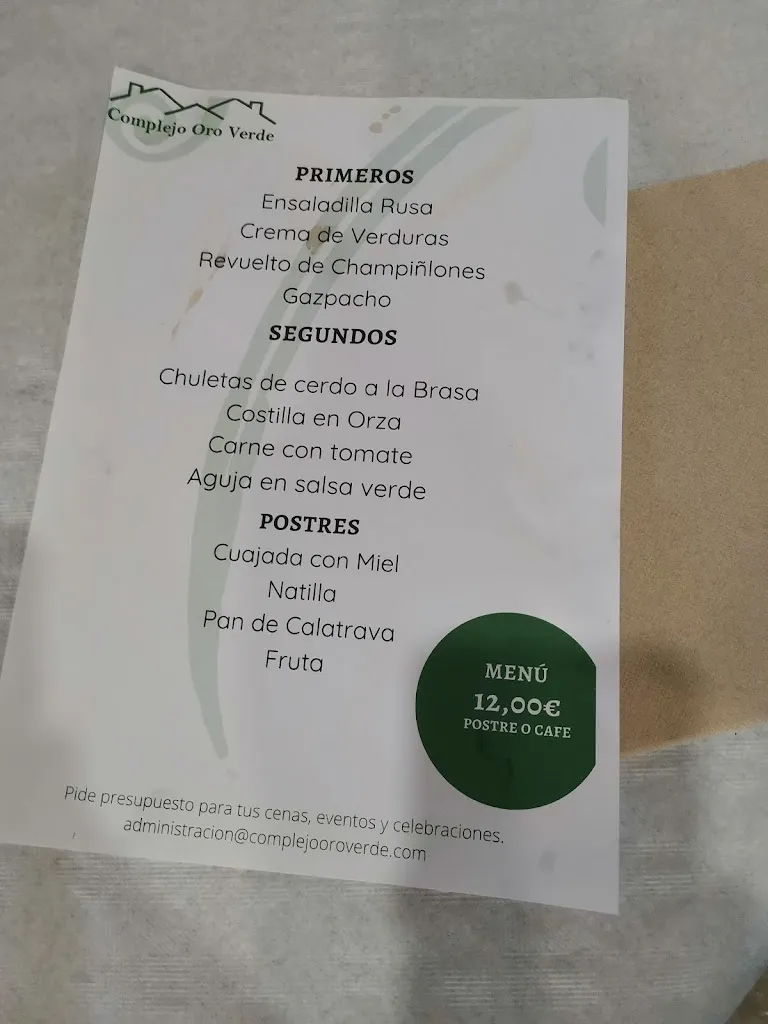 Complejo Oro Verde
PRIMEROS
Ensaladilla Rusa
Crema de Verduras
Revuelto de Champiñlones
Gazpacho
SEGUNDOS
Chuletas de cerdo a la Brasa
Costilla en Orza
Carne con tomate
Aguja en salsa verde
POSTRES
Cuajada con Miel
Natilla
Pan de Calatrava
Fruta
MENÚ
12,00€
POSTRE O CAFE
Pide presupuesto para tus cenas, eventos y celebraciones.
administracion@complejooroverde.com